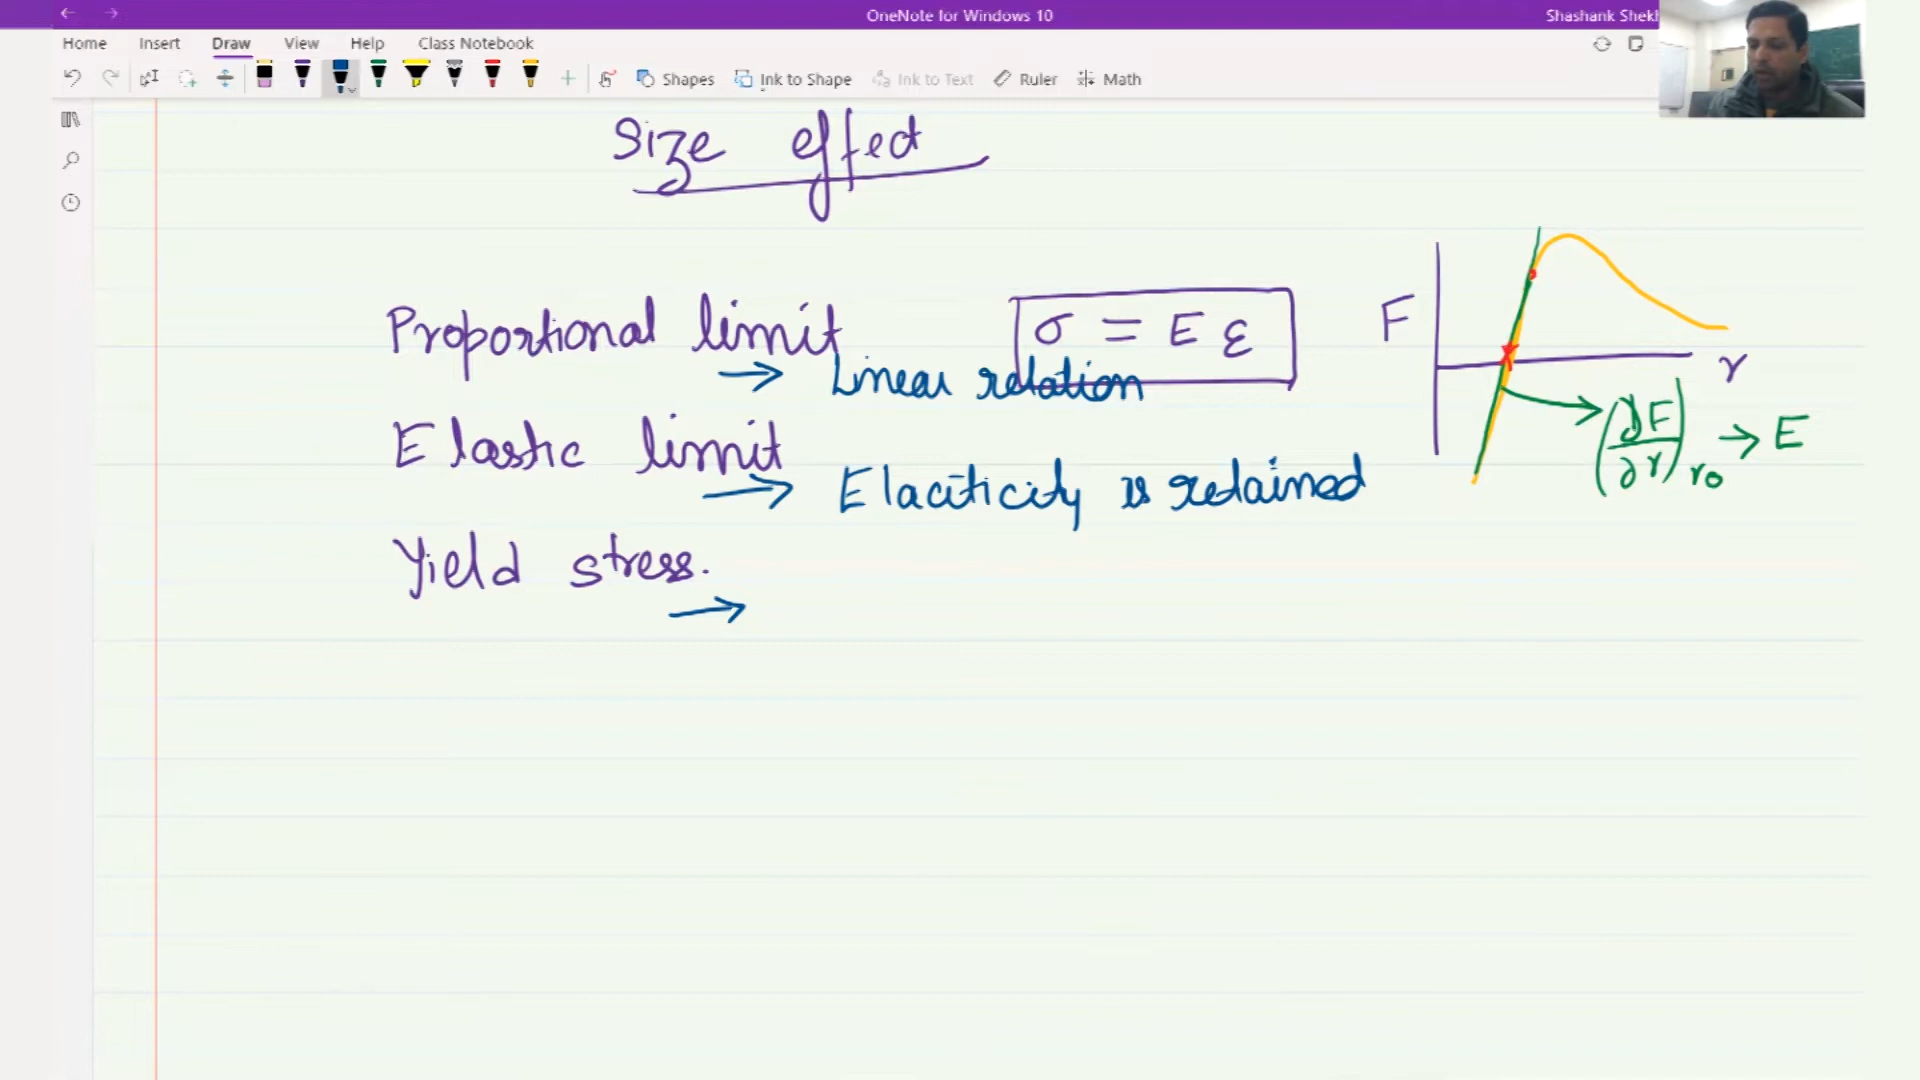 OneNote for Windows 10
Shashank Shekh
Home Insert Draw View Help Class Notebook
Shapes Ink to Shape Ink to Text Ruler Math
Size effect
Proportional limit σ = E ε
→ Linear relation
Elastic limit
→ Elaciticity is retained
Yield stress.
→
F
r
(∂F/∂r)r₀ → E